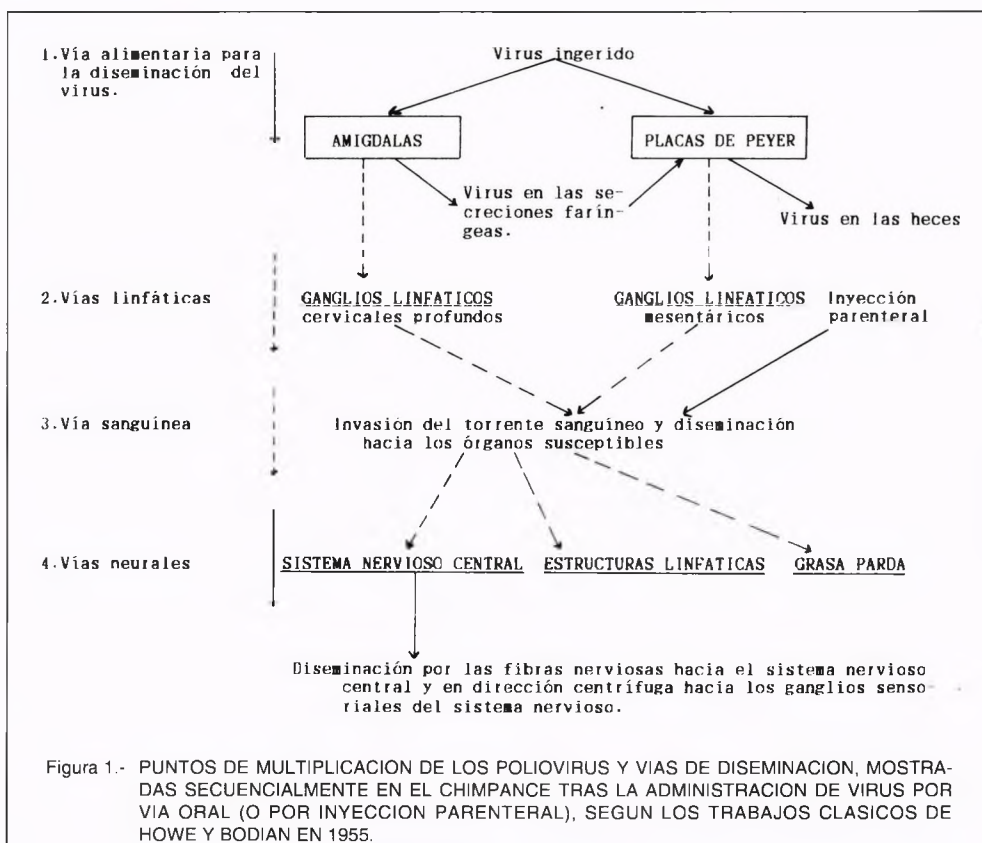 1.Vía alimentaria para
la diseminación del
virus.
Virus ingerido
AMIGDALAS
PLACAS DE PEYER
Virus en las se-
creciones farín-
geas.
Virus en las heces
2.Vías linfáticas
GANGLIOS LINFATICOS
cervicales profundos
GANGLIOS LINFATICOS
mesentáricos
Inyección
parenteral
3.Vía sanguínea
Invasión del torrente sanguíneo y diseminación
hacia los órganos susceptibles
4.Vías neurales
SISTEMA NERVIOSO CENTRAL
ESTRUCTURAS LINFATICAS
GRASA PARDA
Diseminación por las fibras nerviosas hacia el sistema nervioso
central y en dirección centrífuga hacia los ganglios senso-
riales del sistema nervioso.
Figura 1.- PUNTOS DE MULTIPLICACION DE LOS POLIOVIRUS Y VIAS DE DISEMINACION, MOSTRA-
DAS SECUENCIALMENTE EN EL CHIMPANCE TRAS LA ADMINISTRACION DE VIRUS POR
VIA ORAL (O POR INYECCION PARENTERAL), SEGUN LOS TRABAJOS CLASICOS DE
HOWE Y BODIAN EN 1955.